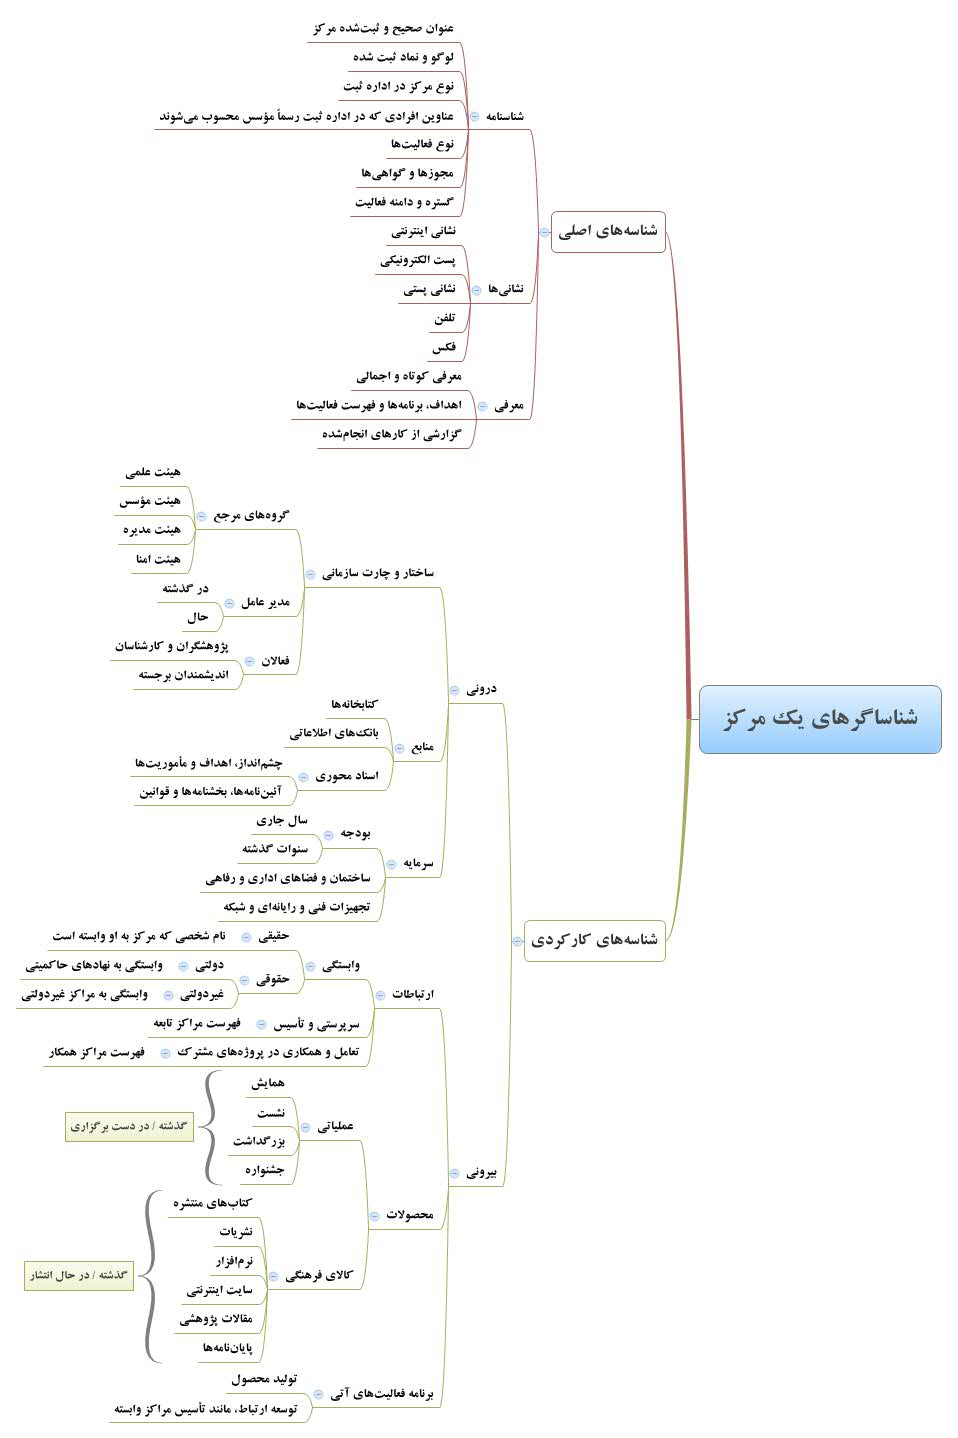 شناساگرهای یک مرکز
شناسه‌های اصلی
شناسنامه
عنوان صحیح و ثبت‌شده مرکز
لوگو و نماد ثبت شده
نوع مرکز در اداره ثبت
عناوین افرادی که در اداره ثبت رسماً مؤسس محسوب می‌شوند
نوع فعالیت‌ها
مجوزها و گواهی‌ها
گستره و دامنه فعالیت
نشانی‌ها
نشانی اینترنتی
پست الکترونیکی
نشانی پستی
تلفن
فکس
معرفی
معرفی کوتاه و اجمالی
اهداف، برنامه‌ها و فهرست فعالیت‌ها
گزارشی از کارهای انجام‌شده
شناسه‌های کارکردی
درونی
ساختار و چارت سازمانی
گروه‌های مرجع
هیئت علمی
هیئت مؤسس
هیئت مدیره
هیئت امنا
مدیر عامل
در گذشته
حال
فعالان
پژوهشگران و کارشناسان
اندیشمندان برجسته
منابع
کتابخانه‌ها
بانک‌های اطلاعاتی
اسناد محوری
چشم‌انداز، اهداف و مأموریت‌ها
آئین‌نامه‌ها، بخشنامه‌ها و قوانین
سرمایه
بودجه
سال جاری
سنوات گذشته
ساختمان و فضاهای اداری و رفاهی
تجهیزات فنی و رایانه‌ای و شبکه
بیرونی
ارتباطات
وابستگی
حقیقی
نام شخصی که مرکز به او وابسته است
حقوقی
دولتی
وابستگی به نهادهای حاکمیتی
غیردولتی
وابستگی به مراکز غیردولتی
سرپرستی و تأسیس
فهرست مراکز تابعه
تعامل و همکاری در پروژه‌های مشترک
فهرست مراکز همکار
محصولات
عملیاتی
همایش
نشست
بزرگداشت
جشنواره
گذشته / در دست برگزاری
کالای فرهنگی
کتاب‌های منتشره
نشریات
نرم‌افزار
سایت اینترنتی
مقالات پژوهشی
پایان‌نامه‌ها
گذشته / در حال انتشار
برنامه فعالیت‌های آتی
تولید محصول
توسعه ارتباط، مانند تأسیس مراکز وابسته